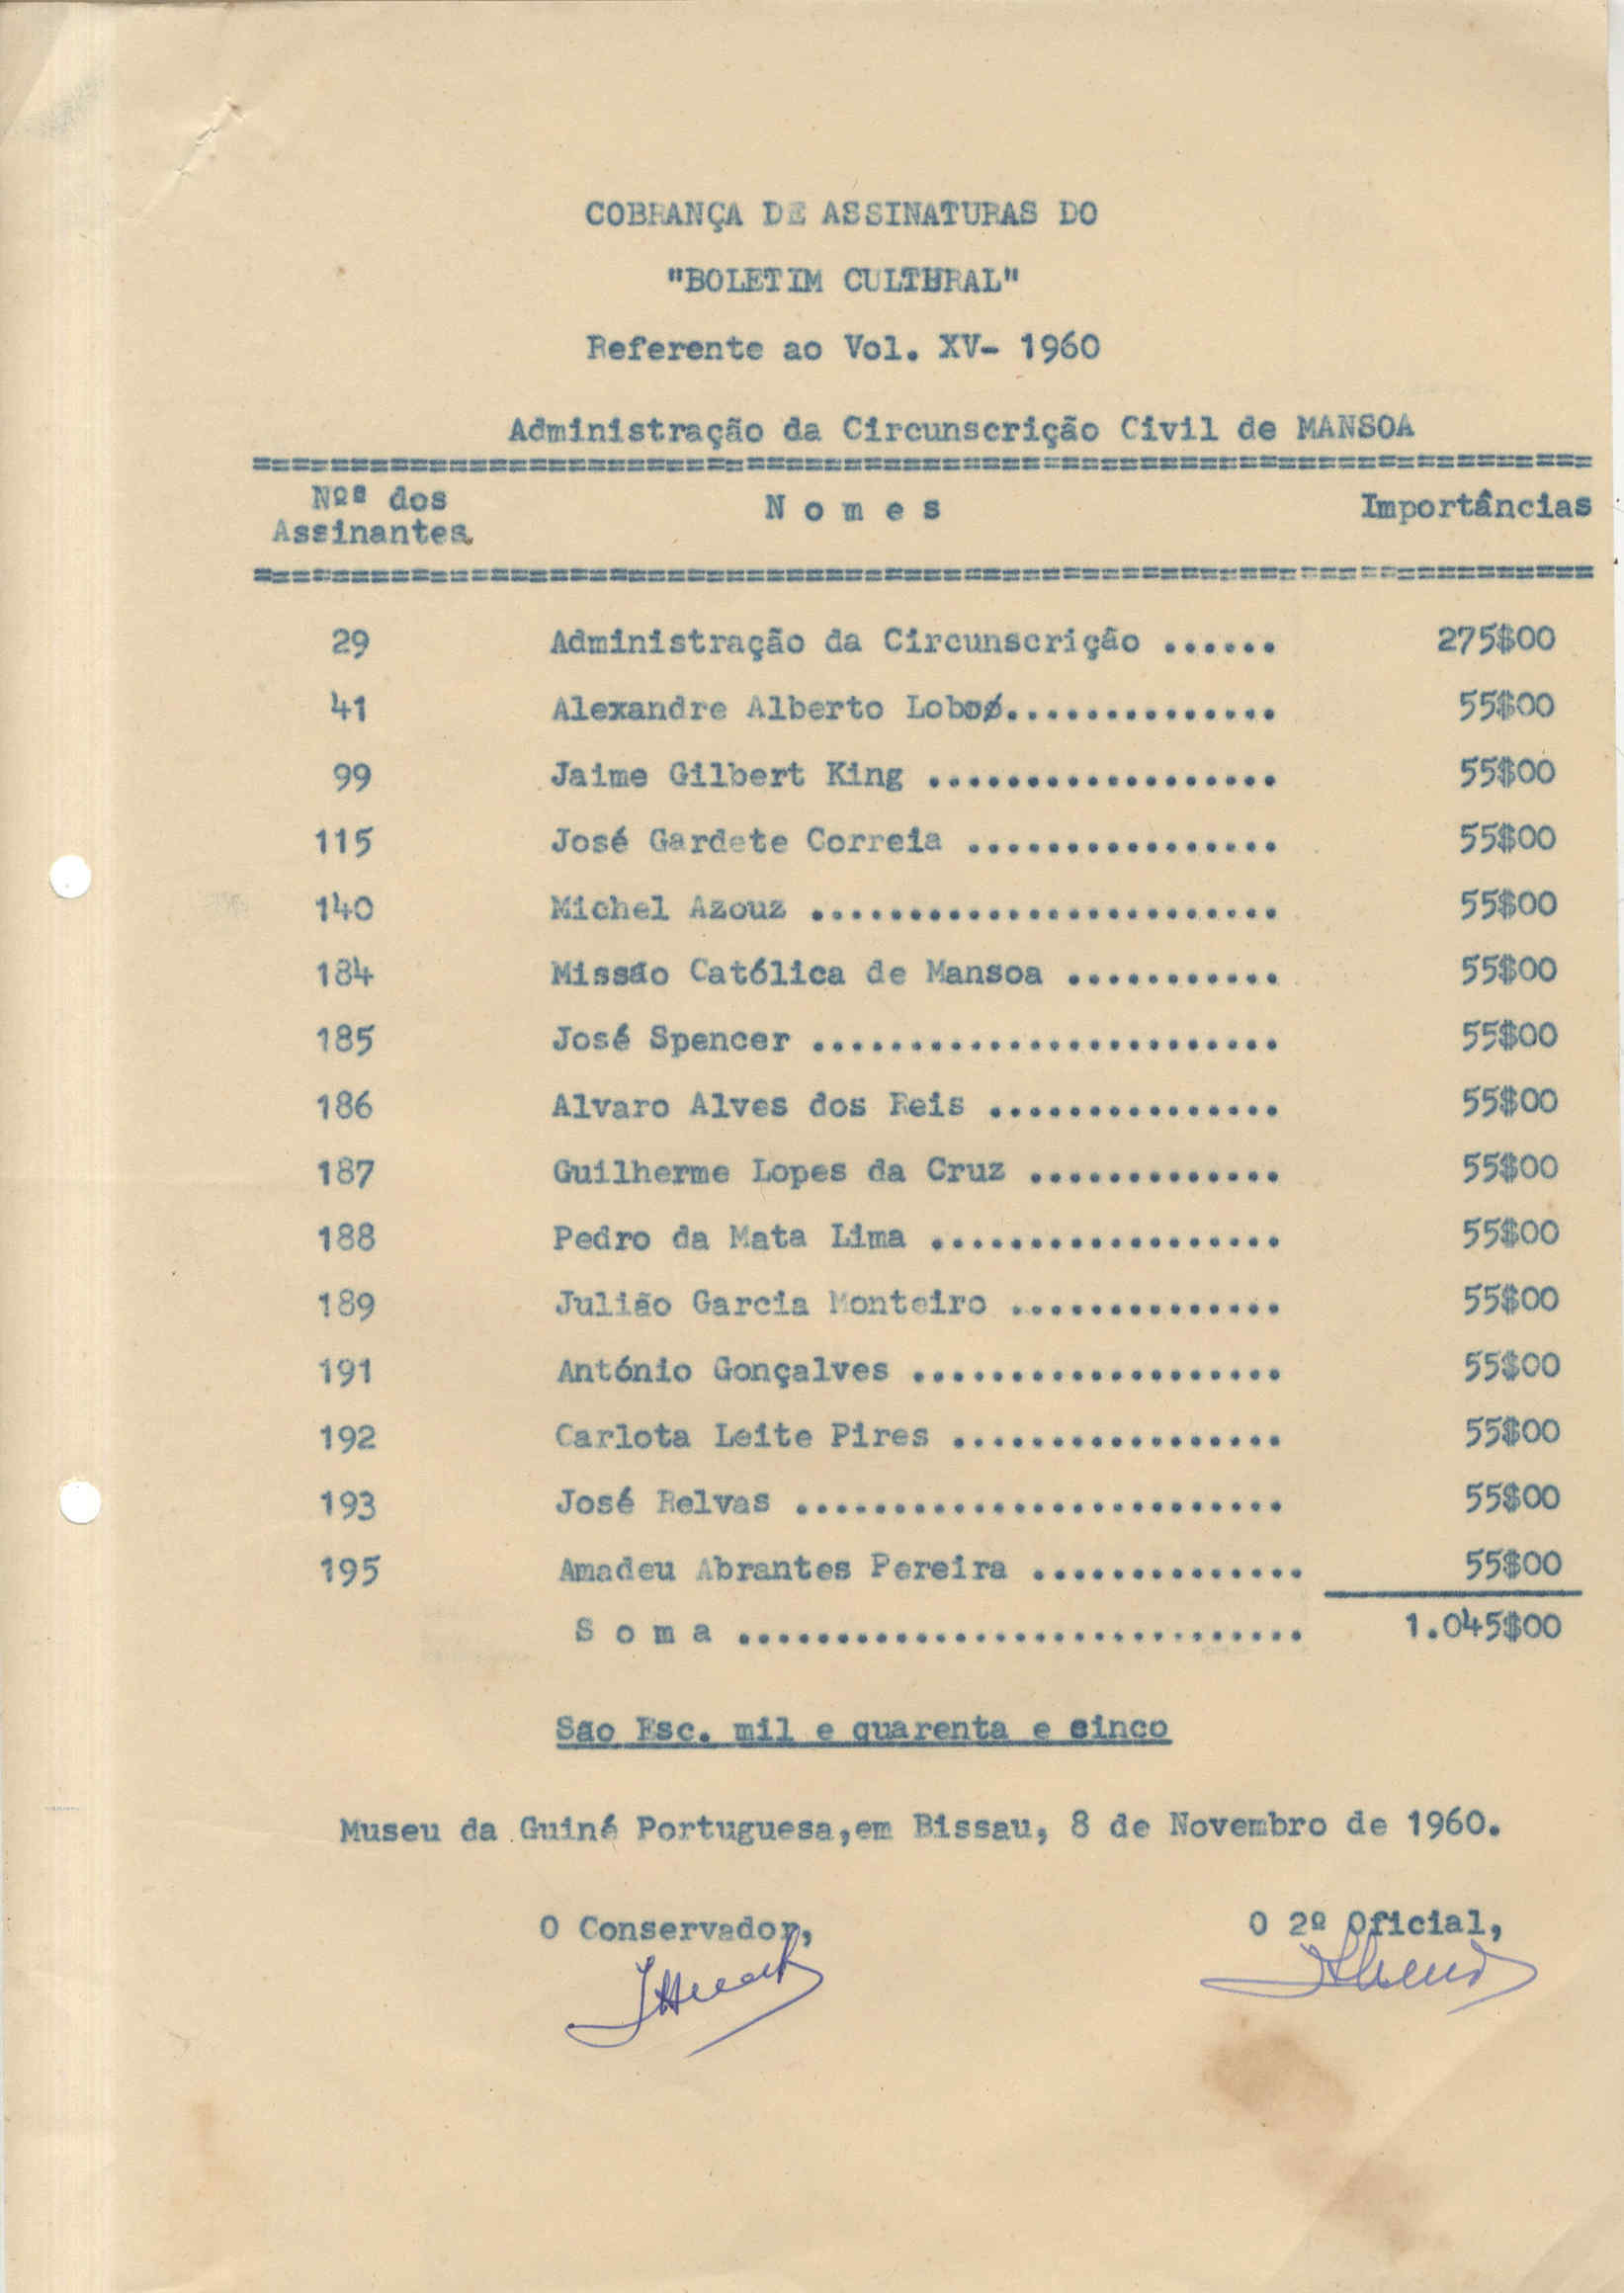 COBRANÇA DE ASSINATURAS DO
"BOLETIM CULTURAL"
Referente ao Vol. XV- 1960
Administração da Circunscrição Civil de MANSOA
Nºs dos Assinantes. N o m e s Importâncias
29 Administração da Circunscrição ...... 275$00
41 Alexandre Alberto Lobo.............. 55$00
99 Jaime Gilbert King .................. 55$00
115 José Gardete Correia ................ 55$00
140 Michel Azouz ........................ 55$00
184 Missão Católica de Mansoa ........... 55$00
185 José Spencer ........................ 55$00
186 Alvaro Alves dos Reis ............... 55$00
187 Guilherme Lopes da Cruz ............. 55$00
188 Pedro da Mata Lima .................. 55$00
189 Julião Garcia Monteiro .............. 55$00
191 António Gonçalves ................... 55$00
192 Carlota Leite Pires ................. 55$00
193 José Relvas ......................... 55$00
195 Amadeu Abrantes Pereira .............. 55$00
S o m a ............................. 1.045$00
São Esc. mil e quarenta e cinco
Museu da Guiné Portuguesa,em Bissau, 8 de Novembro de 1960.
O Conservador, O 2º Oficial,